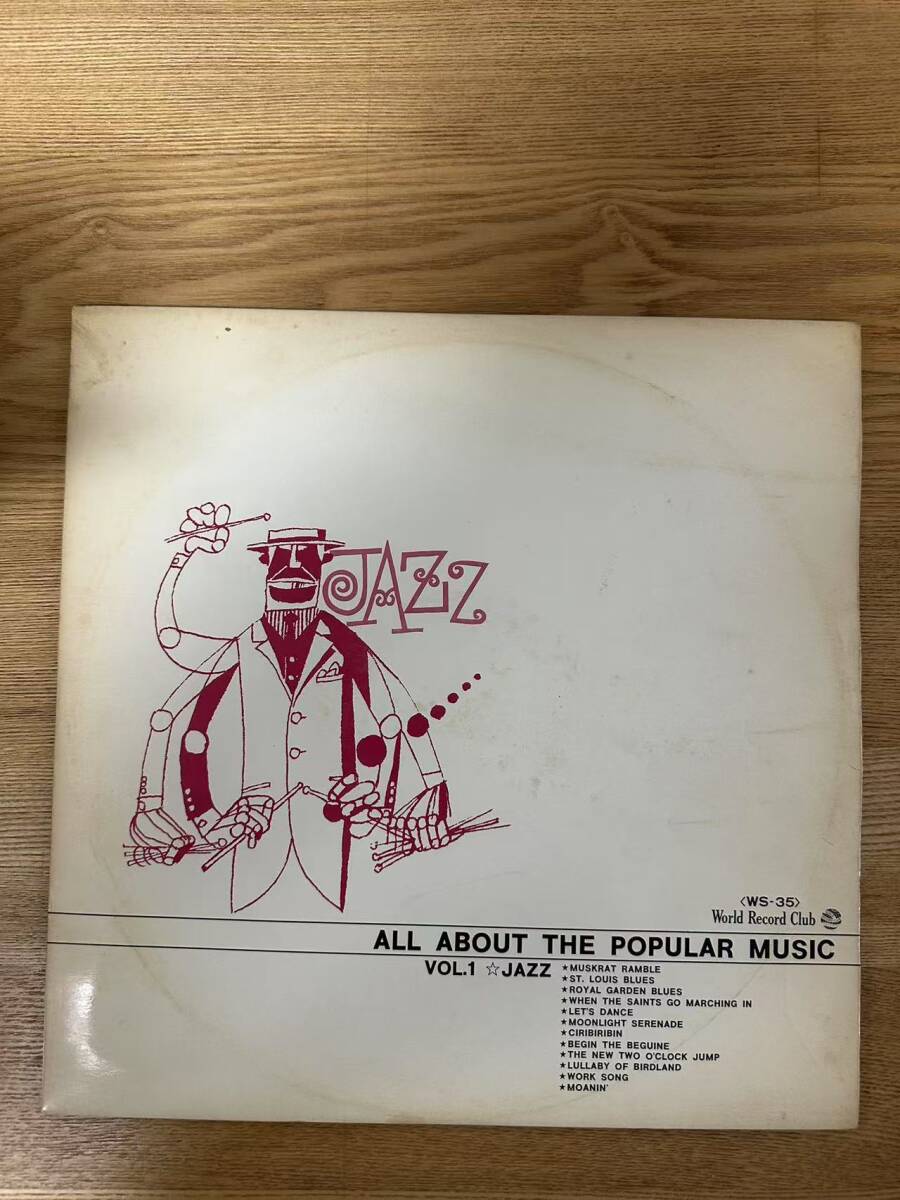 JAZZ
〈WS-35〉
World Record Club
ALL ABOUT THE POPULAR MUSIC
VOL.1 ☆JAZZ
★MUSKRAT RAMBLE
★ST. LOUIS BLUES
★ROYAL GARDEN BLUES
★WHEN THE SAINTS GO MARCHING IN
★LET'S DANCE
★MOONLIGHT SERENADE
★CIRIBIRIBIN
★BEGIN THE BEGUINE
★THE NEW TWO O'CLOCK JUMP
★LULLABY OF BIRDLAND
★WORK SONG
★MOANIN'